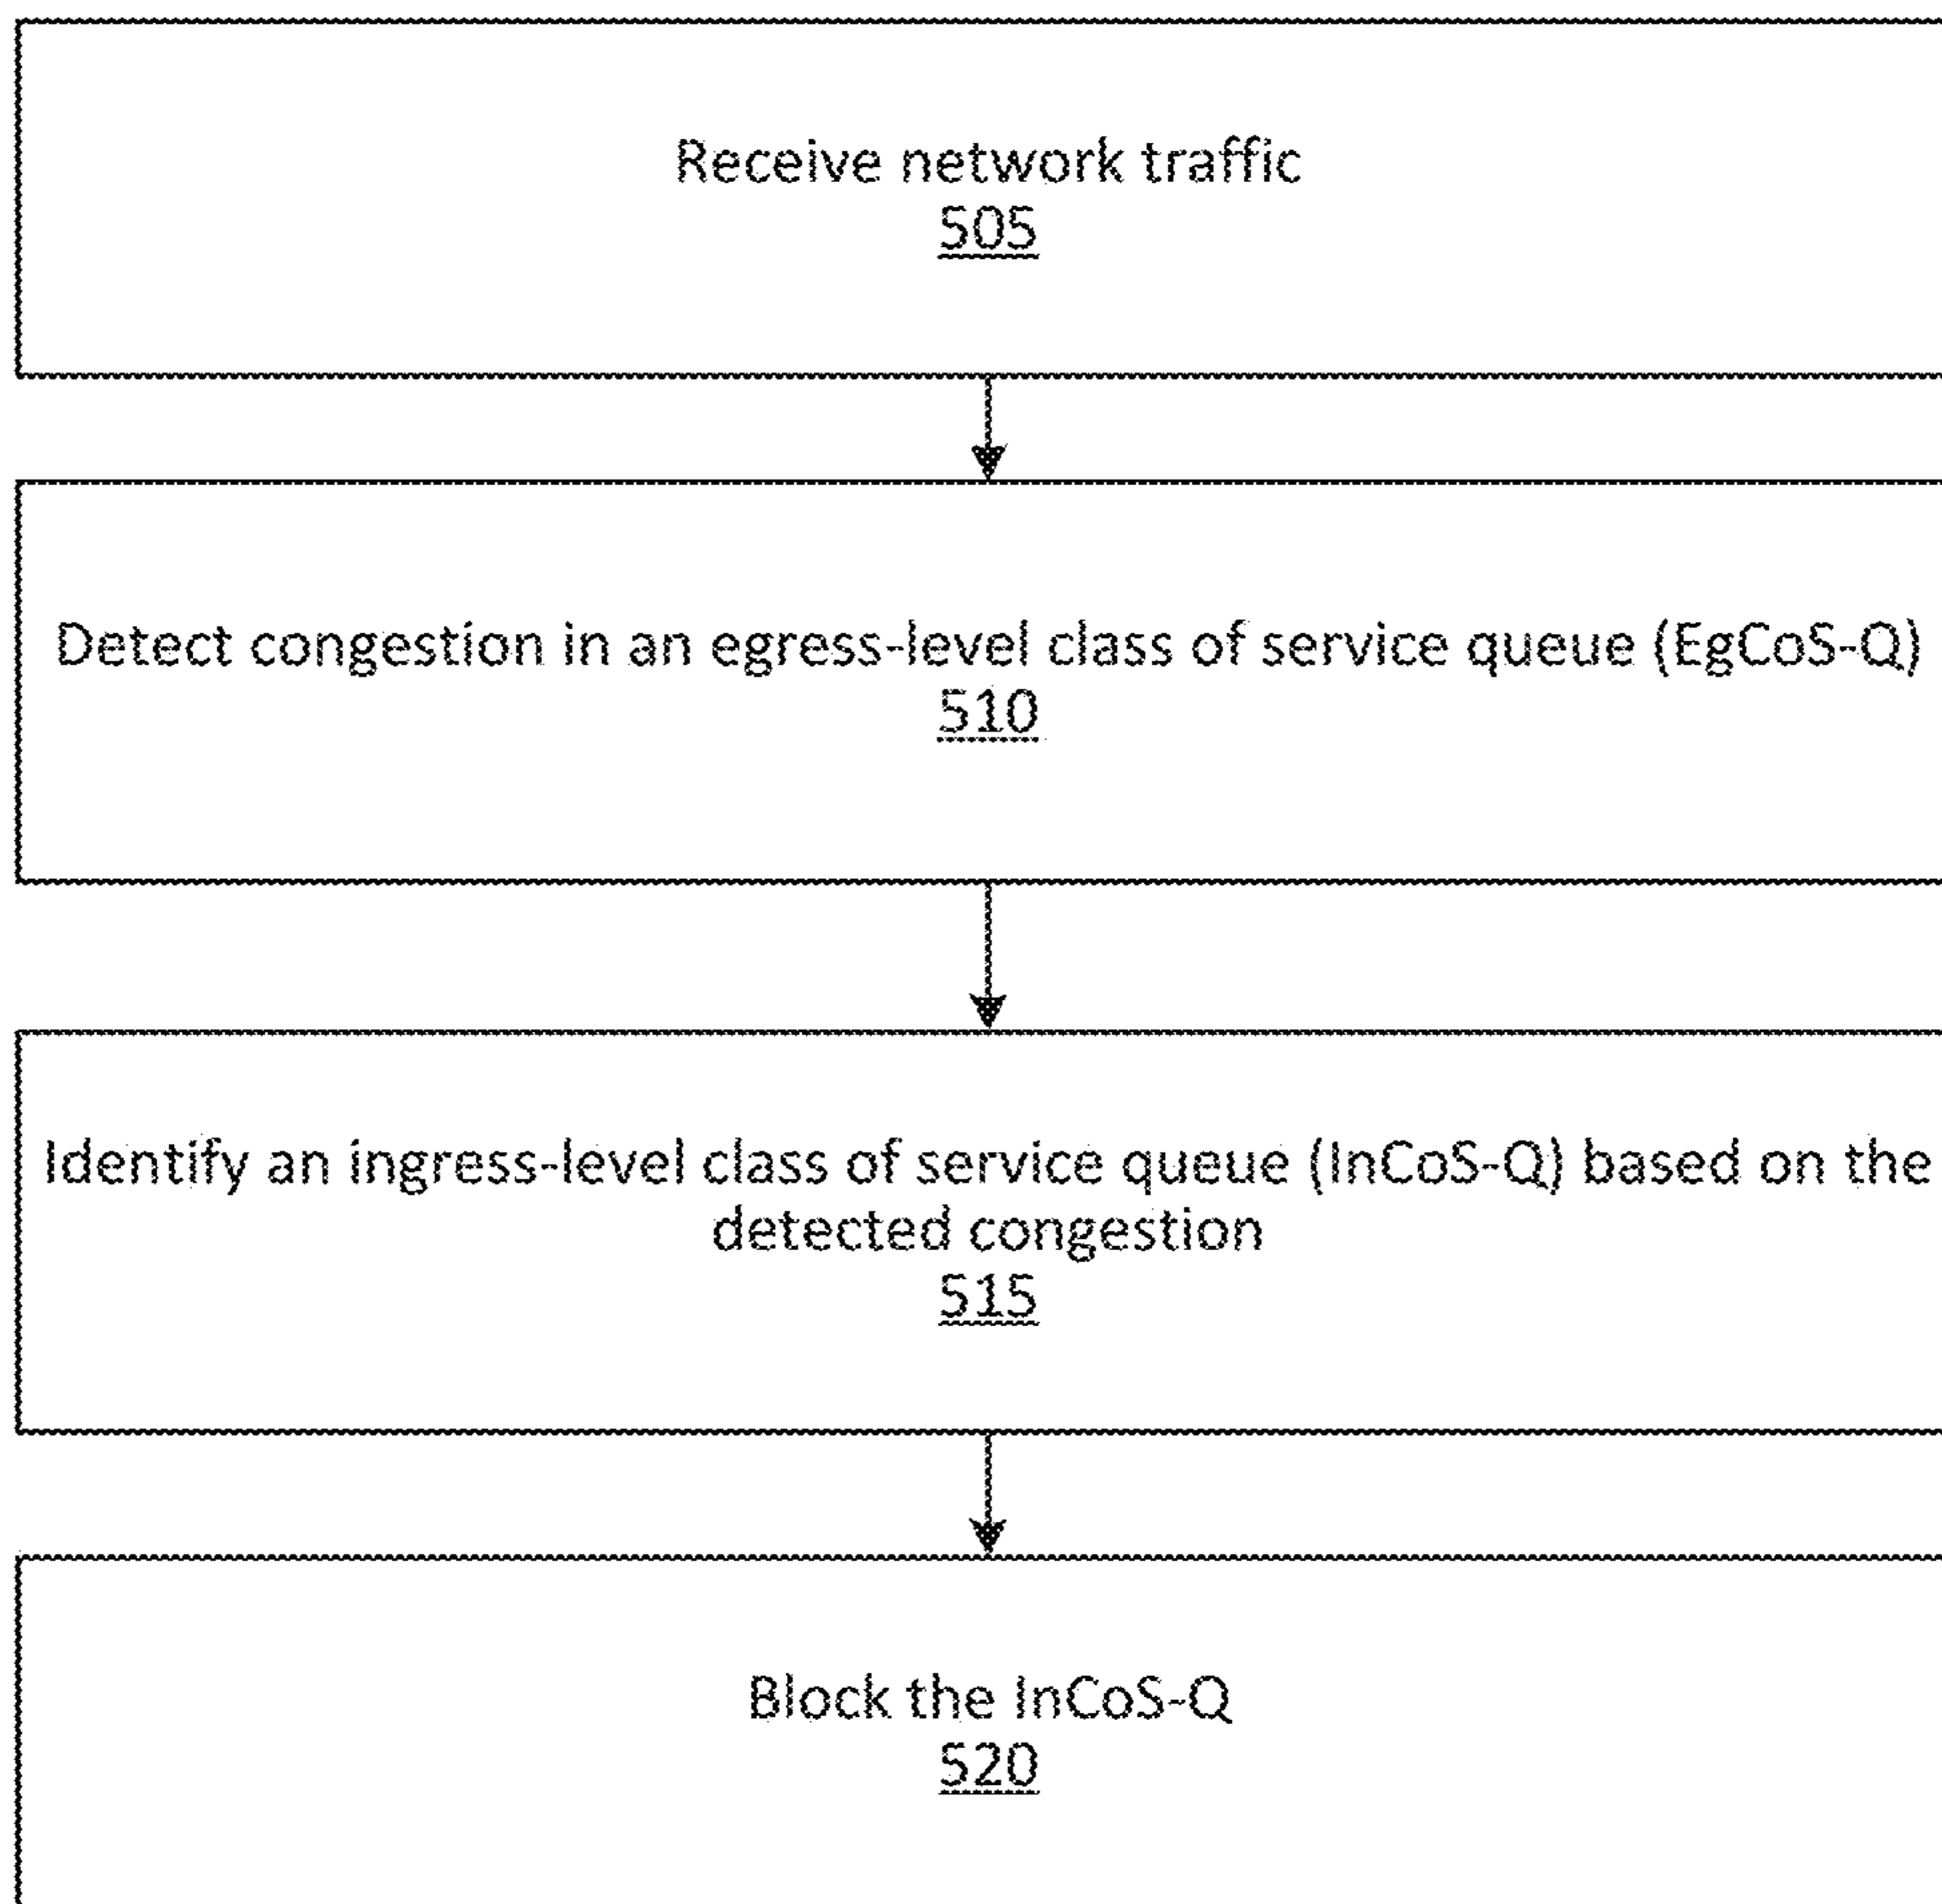 Receive network traffic
505
Detect congestion in an egress-level class of service queue (EgCoS-Q)
510
Identify an ingress-level class of service queue (InCoS-Q) based on the
detected congestion
515
Block the InCoS-Q
520